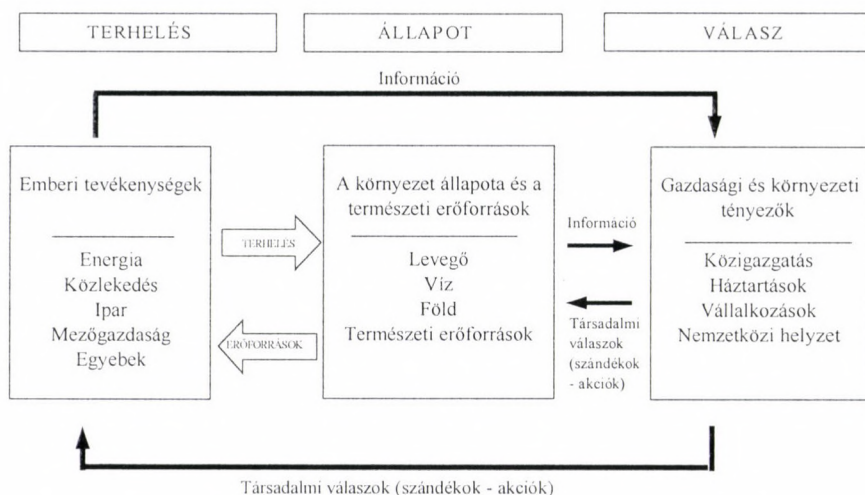 TERHELÉS
ÁLLAPOT
VÁLASZ
Információ
Emberi tevékenységek
Energia
Közlekedés
Ipar
Mezőgazdaság
Egyebek
TERHELÉS
ERŐFORRÁSOK
A környezet állapota és a
természeti erőforrások
Levegő
Víz
Föld
Természeti erőforrások
Információ
Társadalmi
válaszok
(szándékok
- akciók)
Gazdasági és környezeti
tényezők
Közigazgatás
Háztartások
Vállalkozások
Nemzetközi helyzet
Társadalmi válaszok (szándékok - akciók)